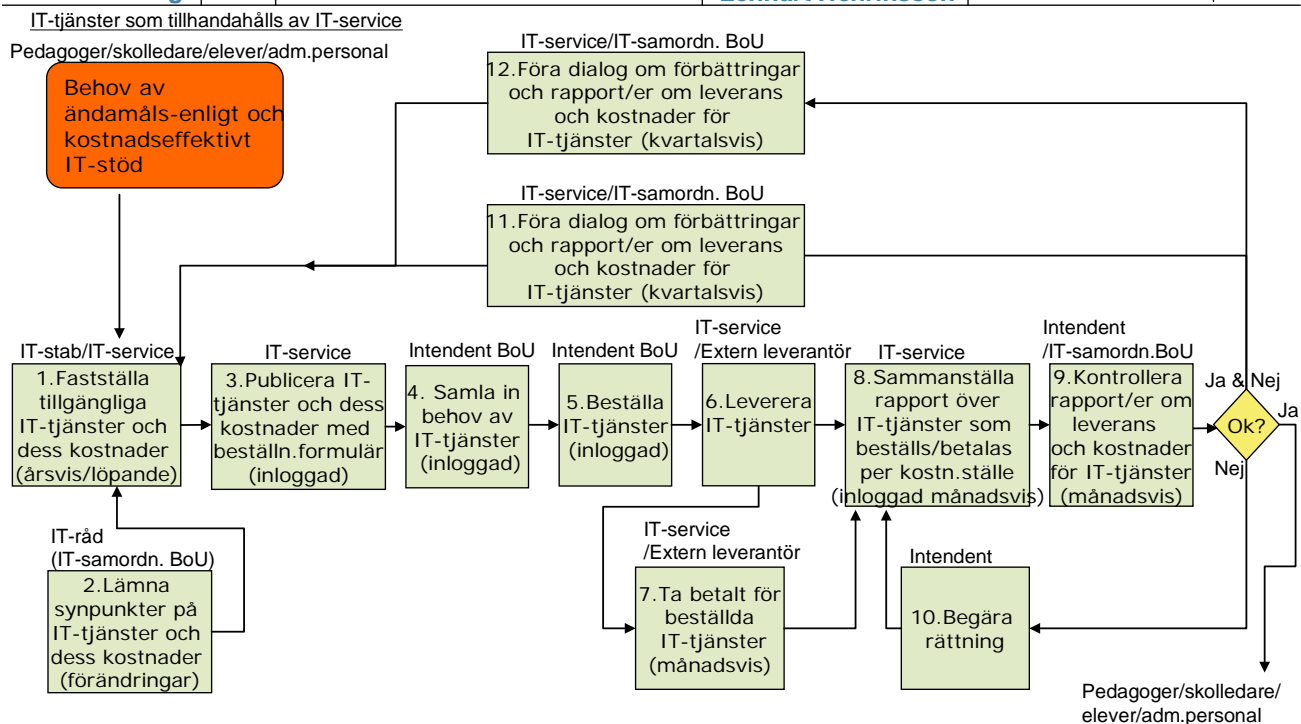 IT-tjänster som tillhandahålls av IT-service
Pedagoger/skolledare/elever/adm.personal
Behov av
ändamåls-enligt och
kostnadseffektivt
IT-stöd
IT-service/IT-samordn. BoU
12.Föra dialog om förbättringar
och rapport/er om leverans
och kostnader för
IT-tjänster (kvartalsvis)
IT-service/IT-samordn. BoU
11.Föra dialog om förbättringar
och rapport/er om leverans
och kostnader för
IT-tjänster (kvartalsvis)
IT-stab/IT-service
1.Fastställa
tillgängliga
IT-tjänster och
dess kostnader
(årsvis/löpande)
IT-service
3.Publicera IT-
tjänster och dess
kostnader med
beställn.formulär
(inloggad)
Intendent BoU
4. Samla in
behov av
IT-tjänster
(inloggad)
Intendent BoU
5.Beställa
IT-tjänster
(inloggad)
IT-service
/Extern leverantör
6.Leverera
IT-tjänster
IT-service
8.Sammanställa
rapport över
IT-tjänster som
beställs/betalas
per kostn.ställe
(inloggad månadsvis)
Intendent
/IT-samordn.BoU
9.Kontrollera
rapport/er om
leverans
och kostnader
för IT-tjänster
(månadsvis)
Ja & Nej
Ja
Ok?
Nej
IT-råd
(IT-samordn. BoU)
2.Lämna
synpunkter på
IT-tjänster och
dess kostnader
(förändringar)
IT-service
/Extern leverantör
7.Ta betalt för
beställda
IT-tjänster
(månadsvis)
Intendent
10.Begära
rättning
Pedagoger/skolledare/
elever/adm.personal